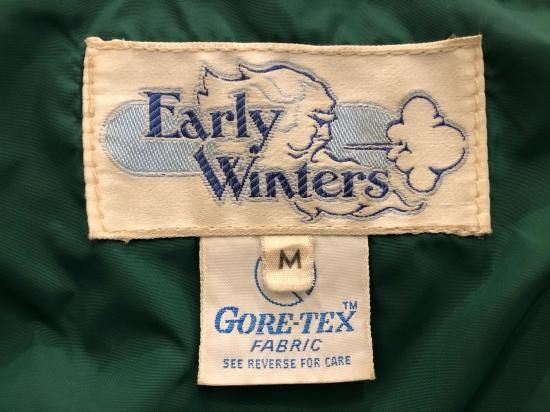 Early
Winters
M
GORE-TEX™
FABRIC
SEE REVERSE FOR CARE